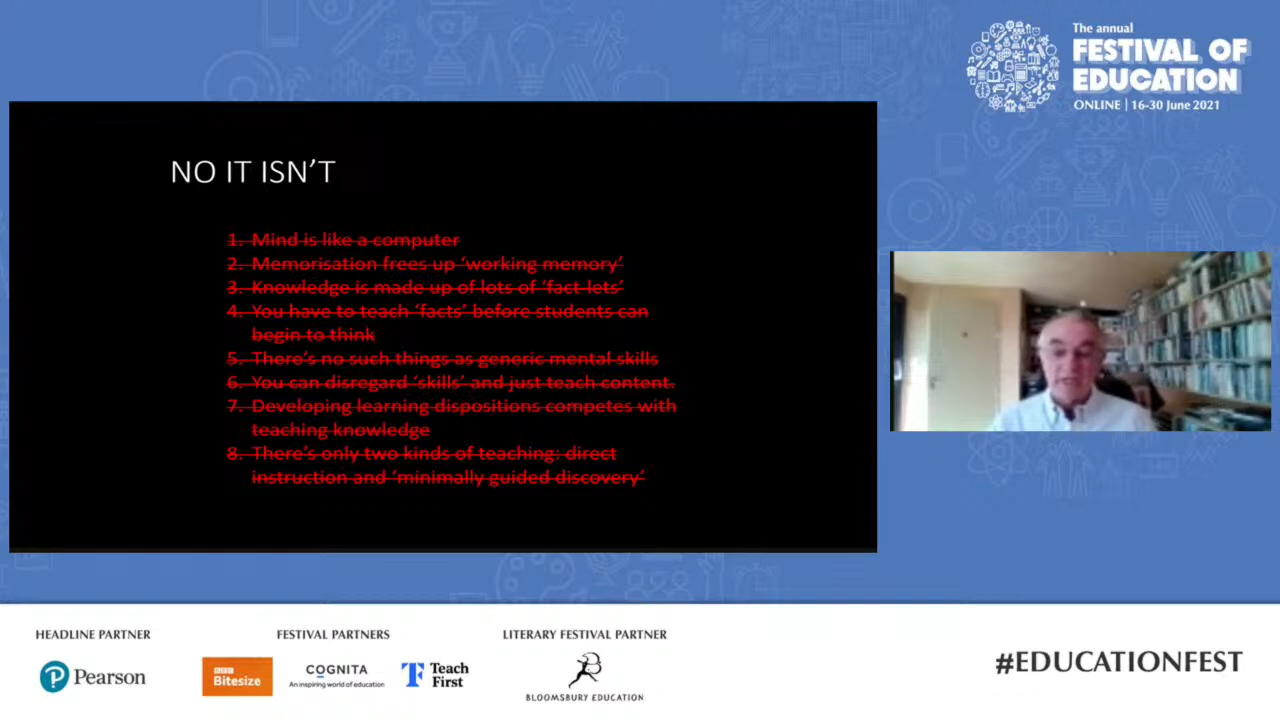 The annual
FESTIVAL OF
EDUCATION
ONLINE | 16-30 June 2021
NO IT ISN'T
1. Mind is like a computer
2. Memorisation frees up 'working memory'
3. Knowledge is made up of lots of 'fact-lets'
4. You have to teach 'facts' before students can
begin to think
5. There's no such things as generic mental skills
6. You can disregard 'skills' and just teach content.
7. Developing learning dispositions competes with
teaching knowledge
8. There's only two kinds of teaching: direct
instruction and 'minimally guided discovery'
HEADLINE PARTNER
FESTIVAL PARTNERS
LITERARY FESTIVAL PARTNER
Pearson
BBC
Bitesize
COGNITA
An inspiring world of education
Teach
First
BLOOMSBURY EDUCATION
#EDUCATIONFEST